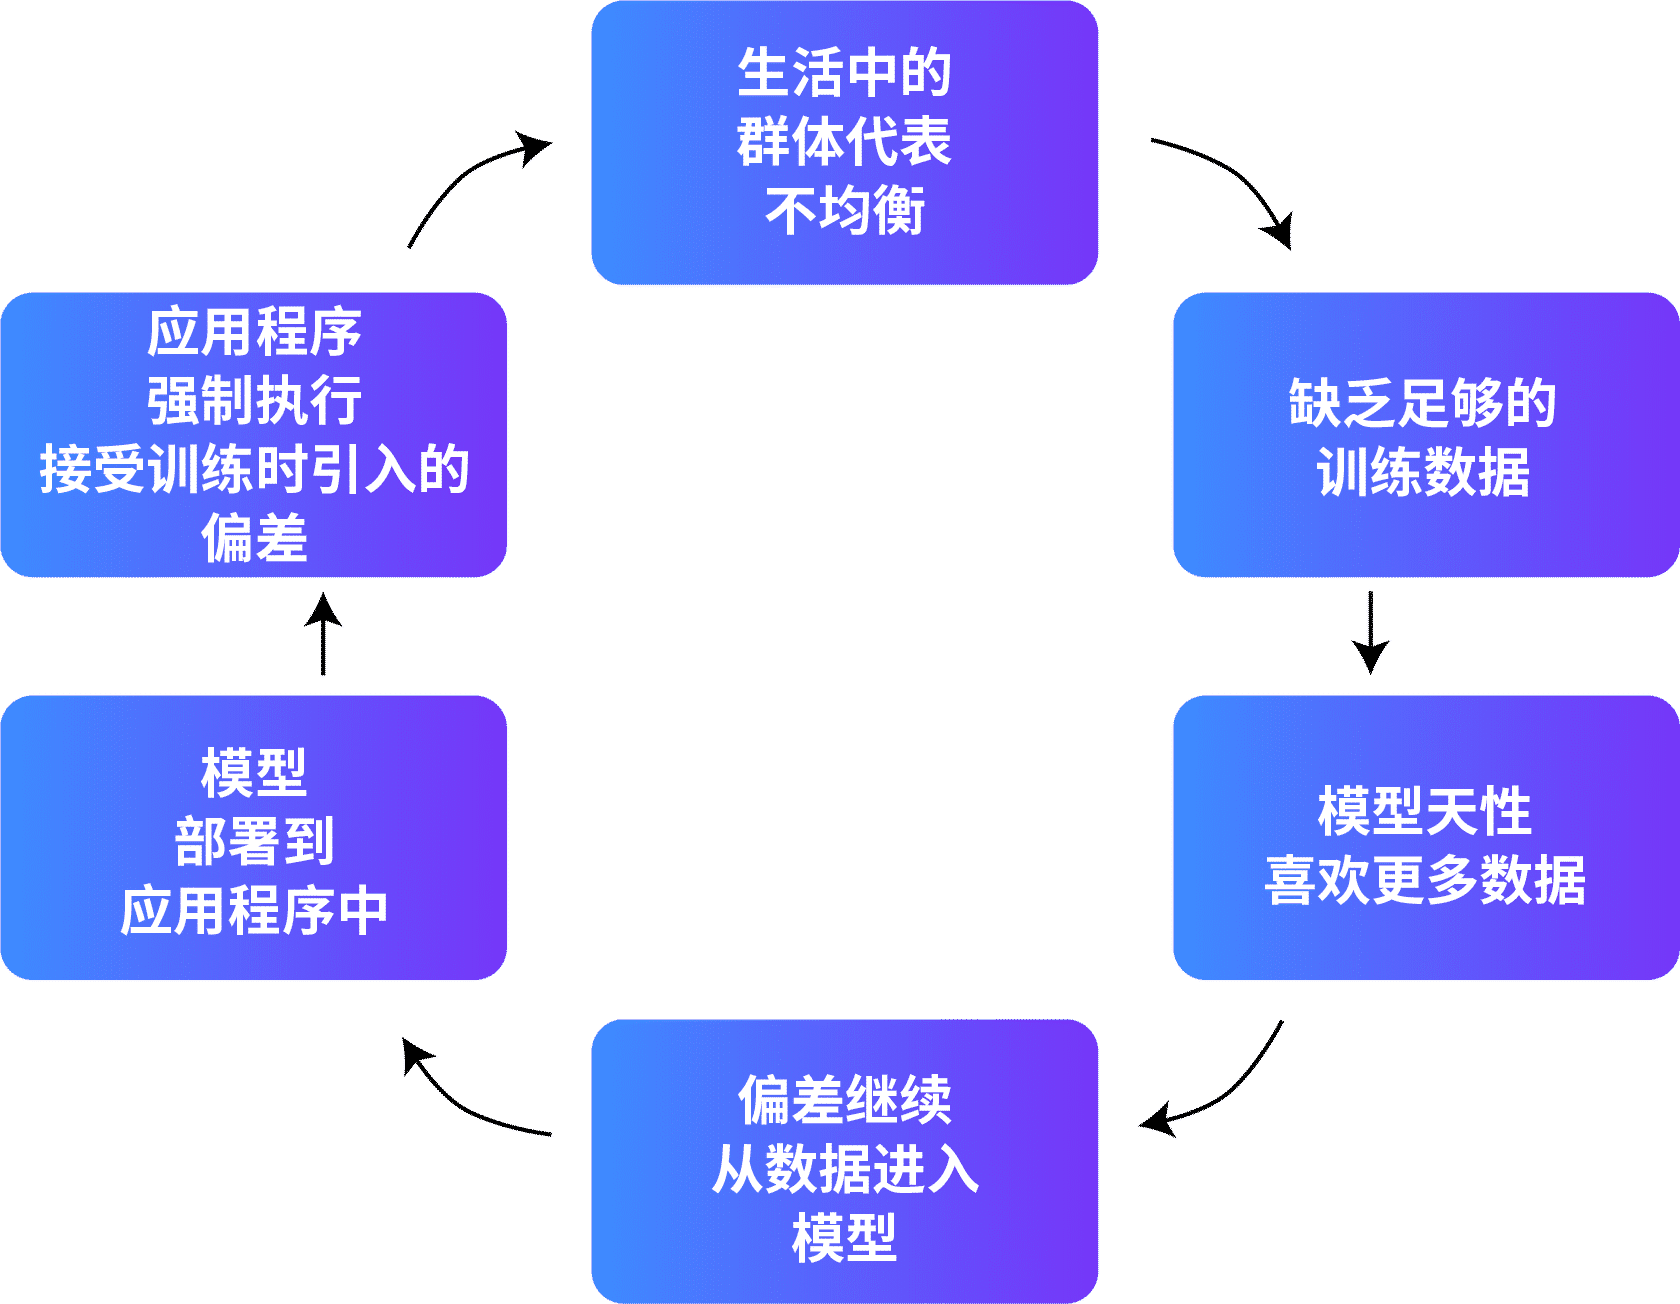 生活中的
群体代表
不均衡
缺乏足够的
训练数据
模型天性
喜欢更多数据
偏差继续
从数据进入
模型
模型
部署到
应用程序中
应用程序
强制执行
接受训练时引入的
偏差